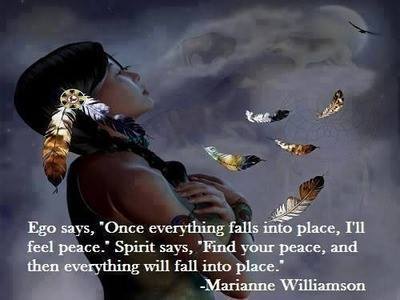 Ego says, "Once everything falls into place, I'll
feel peace." Spirit says, "Find your peace, and
then everything will fall into place."
-Marianne Williamson